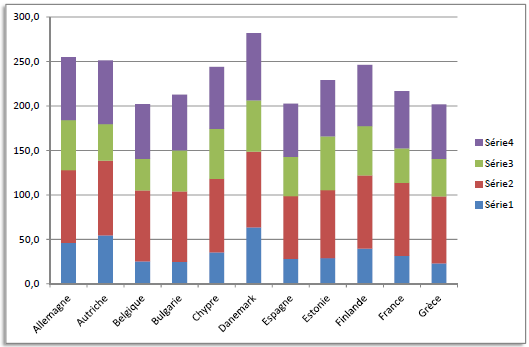 300,0
250,0
200,0
150,0
100,0
50,0
0,0
Série4
Série3
Série2
Série1
Allemagne
Autriche
Belgique
Bulgarie
Chypre
Danemark
Espagne
Estonie
Finlande
France
Grèce